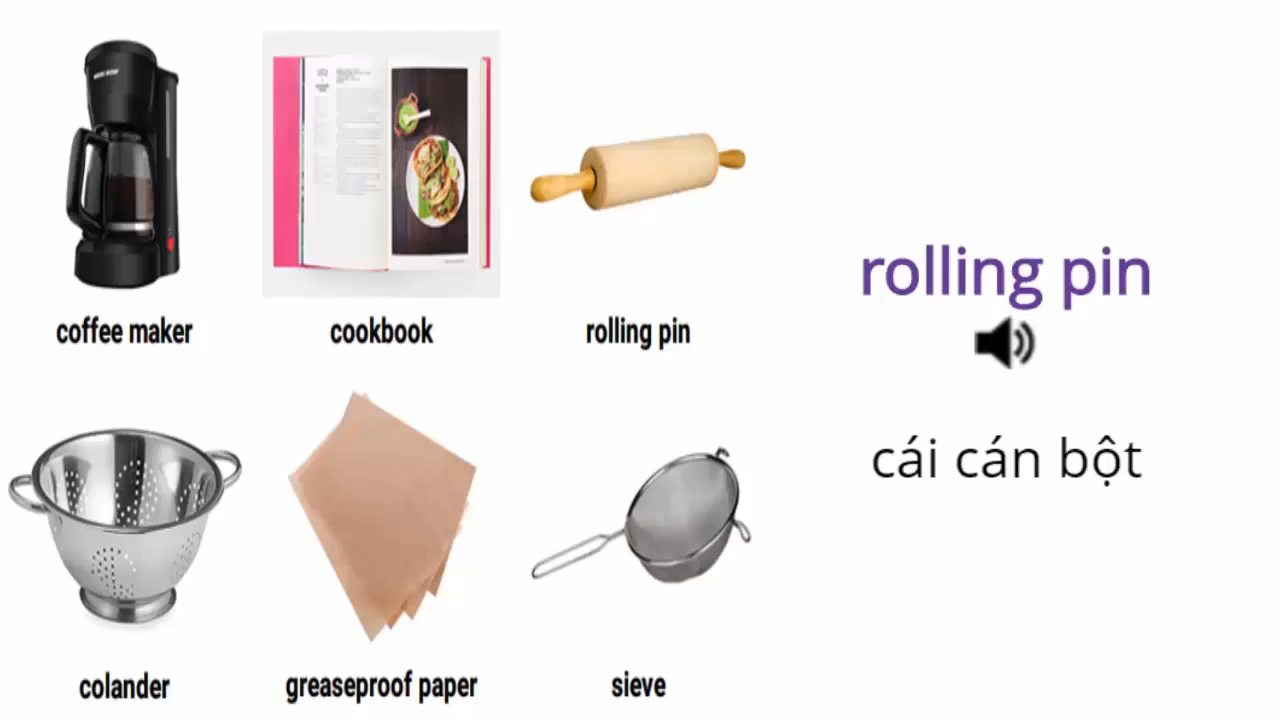 coffee maker
cookbook
rolling pin
colander
greaseproof paper
sieve
rolling pin
cái cán bột